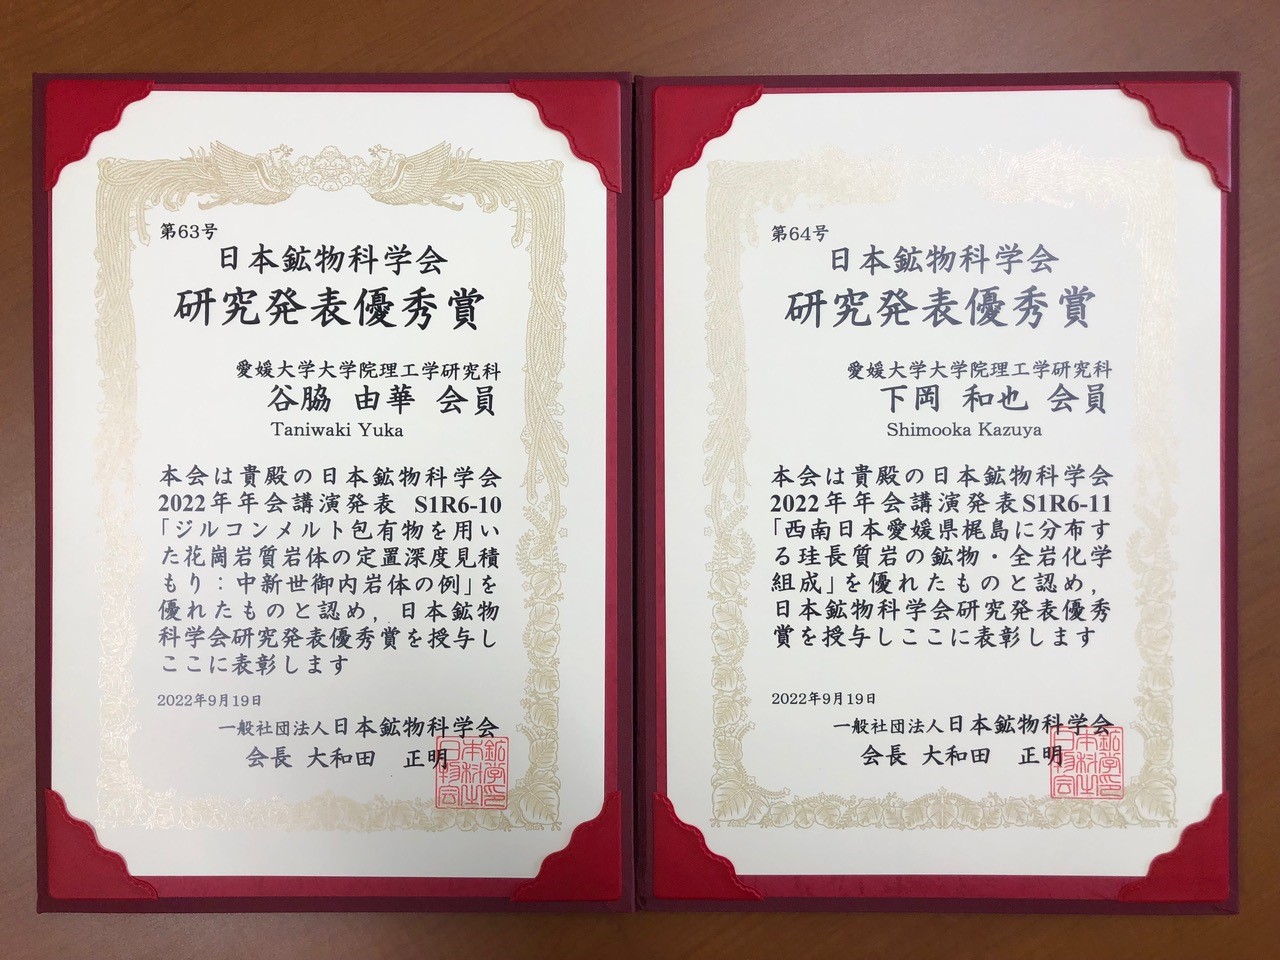 第63号
日本鉱物科学会
研究発表優秀賞
愛媛大学大学院理工学研究科
谷脇 由華 会員
Taniwaki Yuka
本会は貴殿の日本鉱物科学会
2022年年会講演発表 S1R6-10
「ジルコンメルト包有物を用い
た花崗岩質岩体の定置深度見積
もり：中新世御内岩体の例」を
優れたものと認め，日本鉱物
科学会研究発表優秀賞を授与し
ここに表彰します
2022年9月19日
一般社団法人日本鉱物科学会
会長 大和田 正明
第64号
日本鉱物科学会
研究発表優秀賞
愛媛大学大学院理工学研究科
下岡 和也 会員
Shimooka Kazuya
本会は貴殿の日本鉱物科学会
2022年年会講演発表S1R6-11
「西南日本愛媛県梶島に分布す
る珪長質岩の鉱物・全岩化学
組成」を優れたものと認め，
日本鉱物科学会研究発表優秀
賞を授与しここに表彰します
2022年9月19日
一般社団法人日本鉱物科学会
会長 大和田 正明